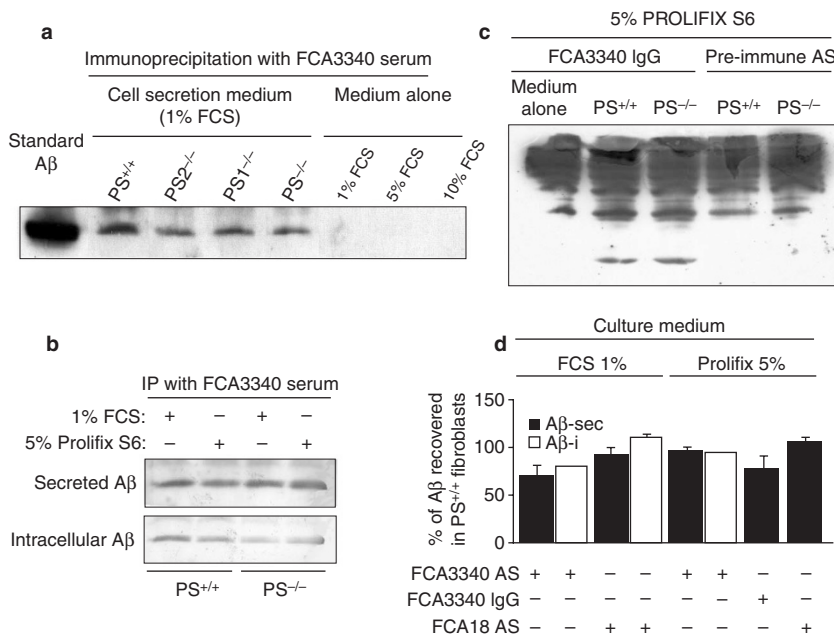 a
Immunoprecipitation with FCA3340 serum
Cell secretion medium
(1% FCS)
Medium alone
Standard
Aβ
PS+/+
PS2–/–
PS1–/–
PS–/–
1% FCS
5% FCS
10% FCS
b
IP with FCA3340 serum
1% FCS: + – + –
5% Prolifix S6: – + – +
Secreted Aβ
Intracellular Aβ
PS+/+ PS–/–
c
5% PROLIFIX S6
FCA3340 IgG Pre-immune AS
Medium
alone
PS+/+ PS–/– PS+/+ PS–/–
d
Culture medium
FCS 1% Prolifix 5%
% of Aβ recovered
in PS+/+ fibroblasts
150
100
50
0
Aβ-sec
Aβ-i
FCA3340 AS + + – – + + – –
FCA3340 IgG – – – – – – + –
FCA18 AS – – + + – – – +